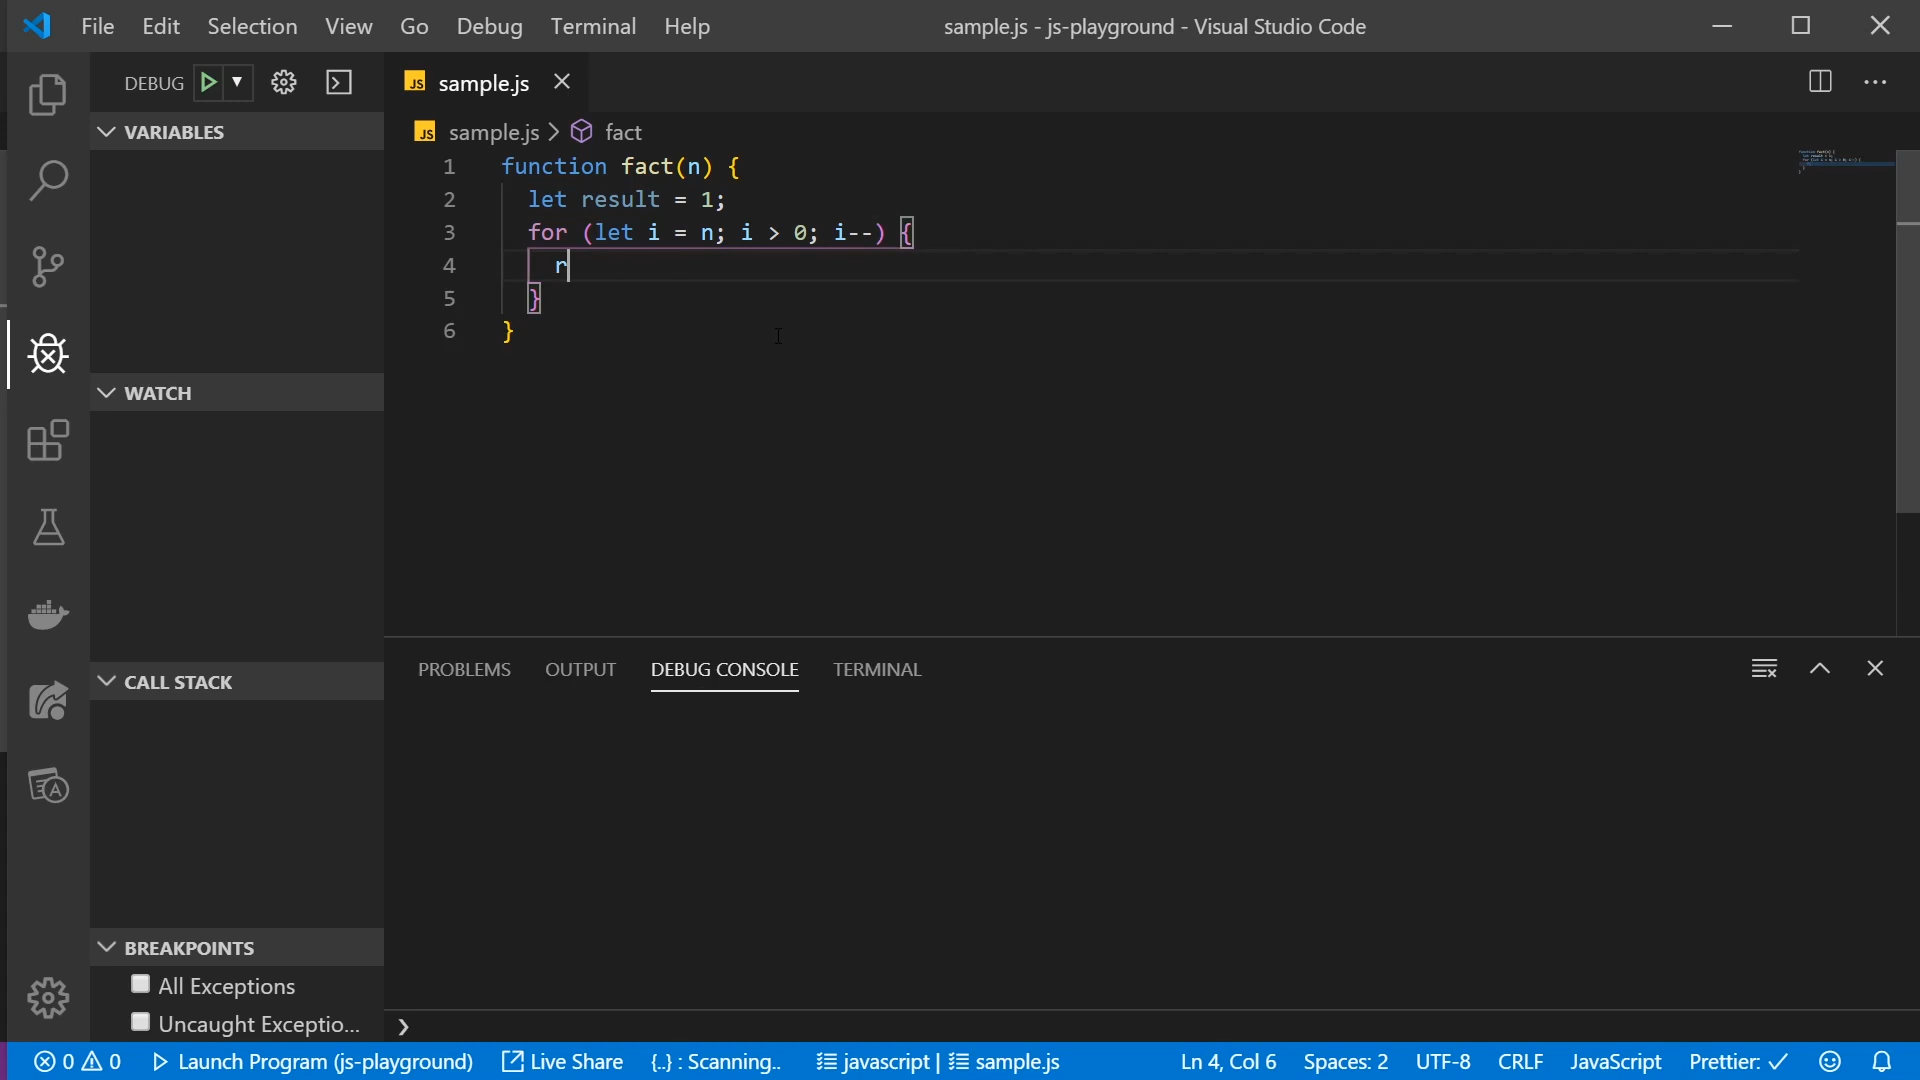 File Edit Selection View Go Debug Terminal Help sample.js - js-playground - Visual Studio Code
DEBUG
JS sample.js
VARIABLES
JS sample.js > fact
1 function fact(n) {
2 let result = 1;
3 for (let i = n; i > 0; i--) {
4 r
5 }
6 }
WATCH
PROBLEMS OUTPUT DEBUG CONSOLE TERMINAL
CALL STACK
BREAKPOINTS
All Exceptions
Uncaught Exceptio...
0 0 Launch Program (js-playground) Live Share {..} : Scanning.. javascript | sample.js Ln 4, Col 6 Spaces: 2 UTF-8 CRLF JavaScript Prettier: ✓